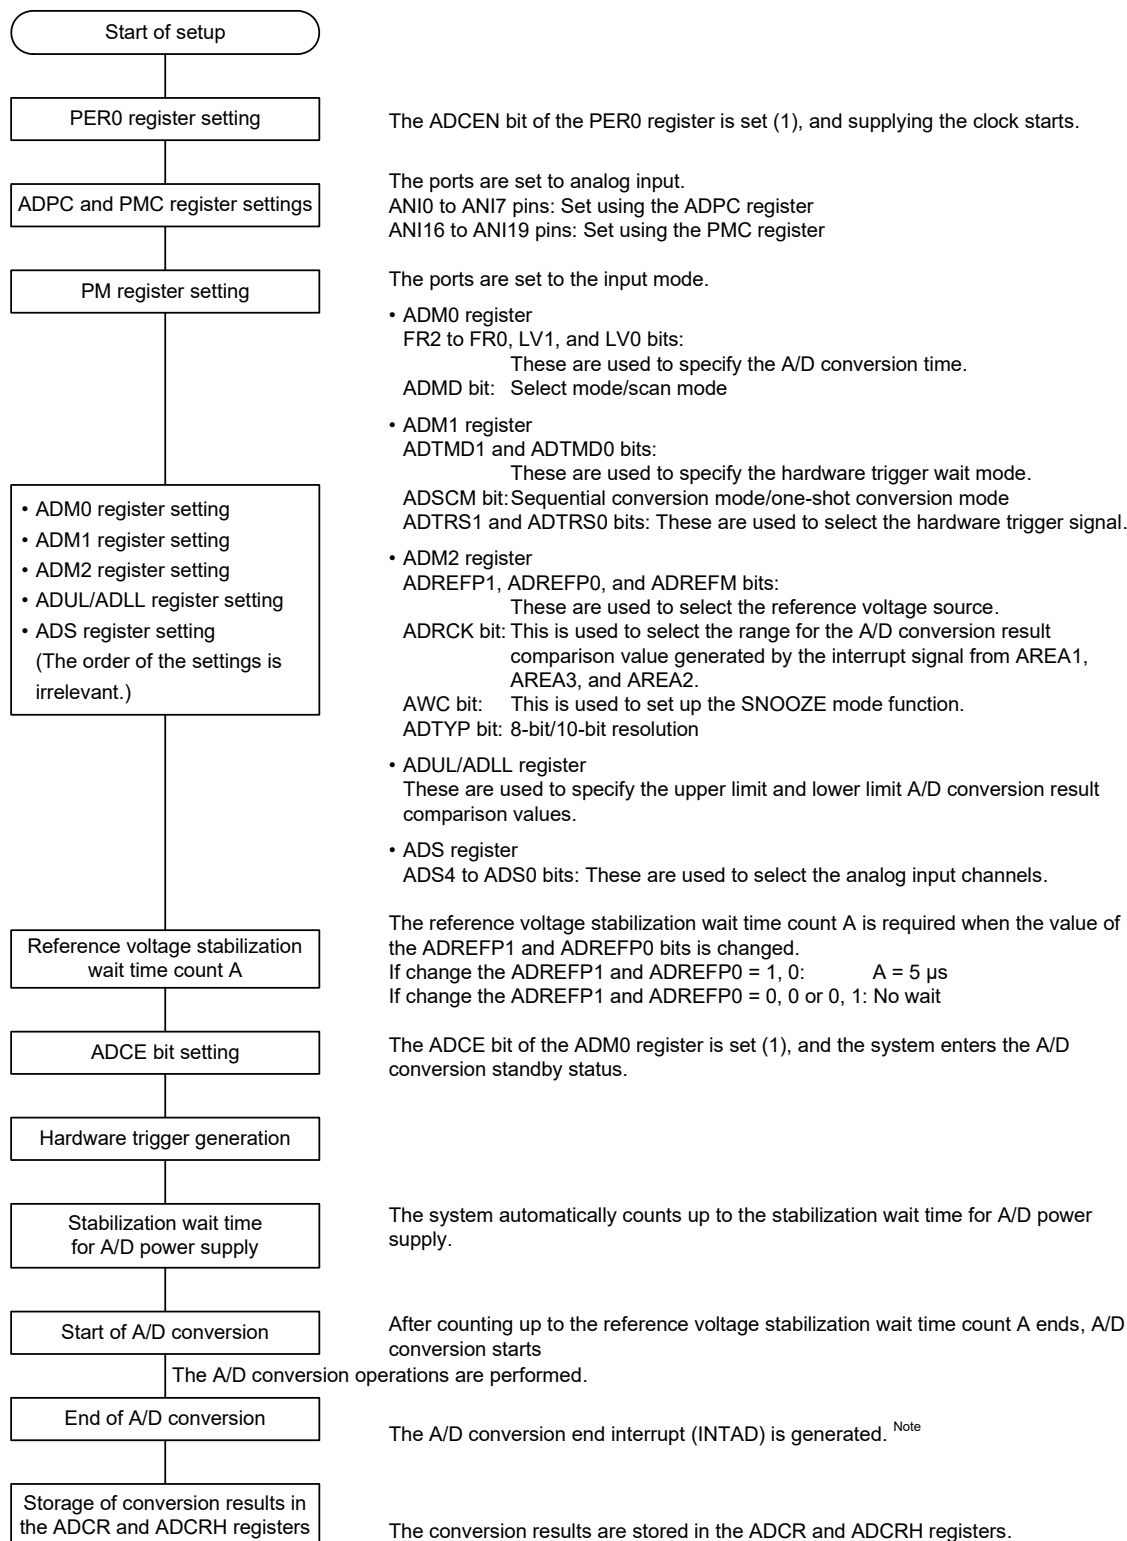 Start of setup
PER0 register setting
The ADCEN bit of the PER0 register is set (1), and supplying the clock starts.
ADPC and PMC register settings
The ports are set to analog input.
ANI0 to ANI7 pins: Set using the ADPC register
ANI16 to ANI19 pins: Set using the PMC register
PM register setting
The ports are set to the input mode.
• ADM0 register setting
• ADM1 register setting
• ADM2 register setting
• ADUL/ADLL register setting
• ADS register setting
(The order of the settings is
irrelevant.)
• ADM0 register
FR2 to FR0, LV1, and LV0 bits:
These are used to specify the A/D conversion time.
ADMD bit: Select mode/scan mode
• ADM1 register
ADTMD1 and ADTMD0 bits:
These are used to specify the hardware trigger wait mode.
ADSCM bit: Sequential conversion mode/one-shot conversion mode
ADTRS1 and ADTRS0 bits: These are used to select the hardware trigger signal.
• ADM2 register
ADREFP1, ADREFP0, and ADREFM bits:
These are used to select the reference voltage source.
ADRCK bit: This is used to select the range for the A/D conversion result
comparison value generated by the interrupt signal from AREA1,
AREA3, and AREA2.
AWC bit: This is used to set up the SNOOZE mode function.
ADTYP bit: 8-bit/10-bit resolution
• ADUL/ADLL register
These are used to specify the upper limit and lower limit A/D conversion result
comparison values.
• ADS register
ADS4 to ADS0 bits: These are used to select the analog input channels.
Reference voltage stabilization
wait time count A
The reference voltage stabilization wait time count A is required when the value of
the ADREFP1 and ADREFP0 bits is changed.
If change the ADREFP1 and ADREFP0 = 1, 0: A = 5 µs
If change the ADREFP1 and ADREFP0 = 0, 0 or 0, 1: No wait
ADCE bit setting
The ADCE bit of the ADM0 register is set (1), and the system enters the A/D
conversion standby status.
Hardware trigger generation
Stabilization wait time
for A/D power supply
The system automatically counts up to the stabilization wait time for A/D power
supply.
Start of A/D conversion
After counting up to the reference voltage stabilization wait time count A ends, A/D
conversion starts
The A/D conversion operations are performed.
End of A/D conversion
The A/D conversion end interrupt (INTAD) is generated. Note
Storage of conversion results in
the ADCR and ADCRH registers
The conversion results are stored in the ADCR and ADCRH registers.